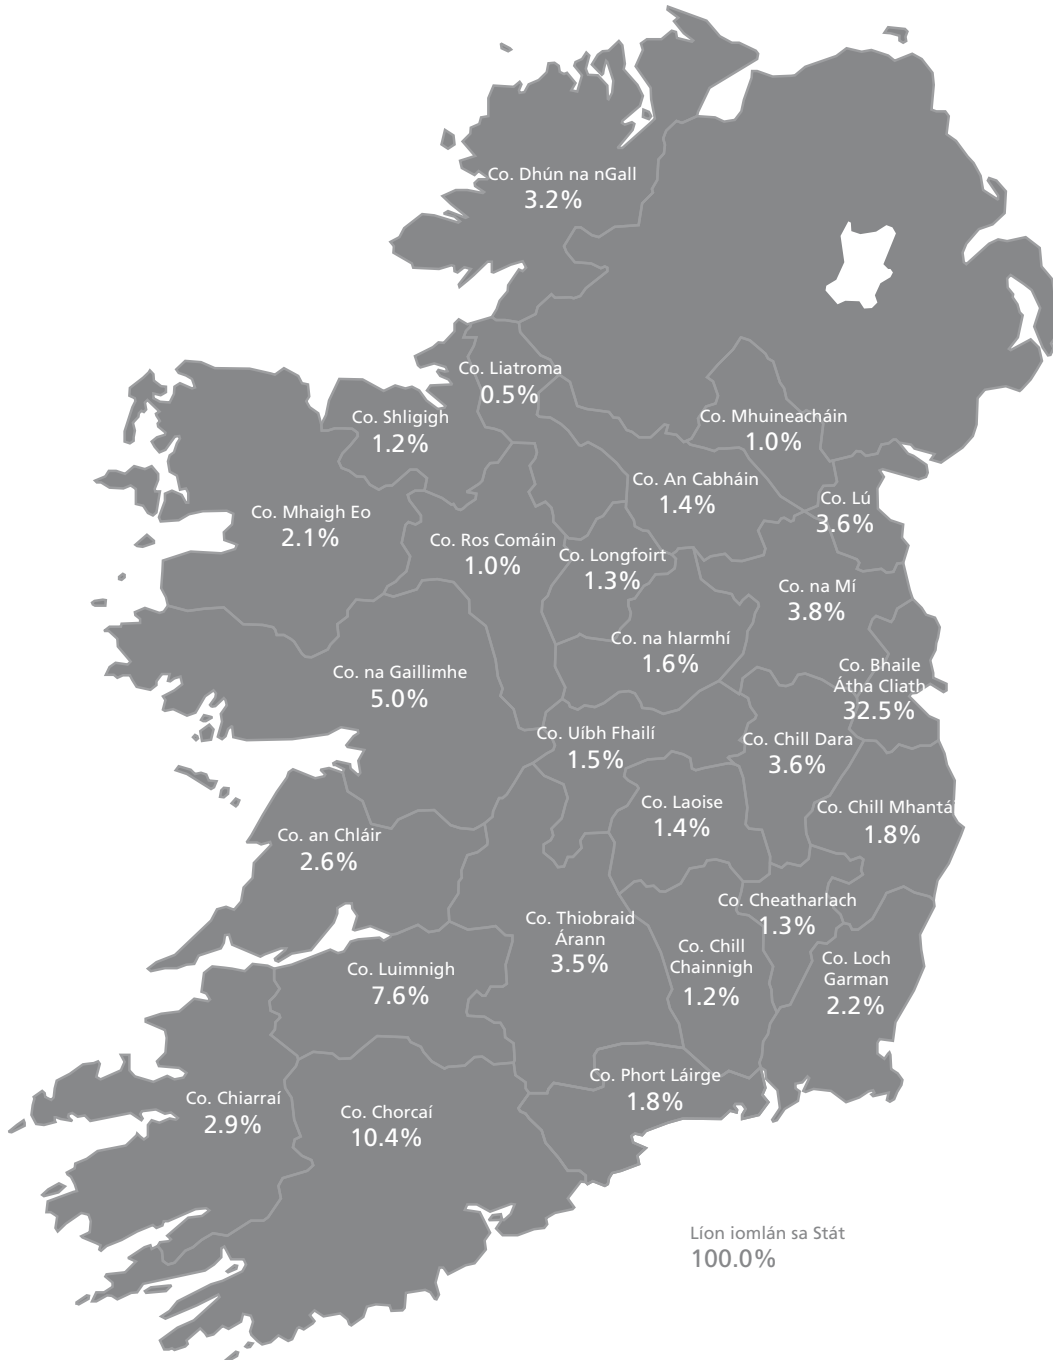 Co. Dhún na nGall
3.2%
Co. Liatroma
0.5%
Co. Shligigh
1.2%
Co. Mhuineacháin
1.0%
Co. An Cabháin
1.4%
Co. Lú
3.6%
Co. Mhaigh Eo
2.1%
Co. Ros Comáin
1.0%
Co. Longfoirt
1.3%
Co. na Mí
3.8%
Co. na hIarmhí
1.6%
Co. Bhaile
Átha Cliath
32.5%
Co. na Gaillimhe
5.0%
Co. Uíbh Fhailí
1.5%
Co. Chill Dara
3.6%
Co. Laoise
1.4%
Co. Chill Mhantái
1.8%
Co. an Chláir
2.6%
Co. Cheatharlach
1.3%
Co. Thiobraid
Árann
3.5%
Co. Chill
Chainnigh
1.2%
Co. Loch
Garman
2.2%
Co. Luimnigh
7.6%
Co. Phort Láirge
1.8%
Co. Chiarraí
2.9%
Co. Chorcaí
10.4%
Líon iomlán sa Stát
100.0%